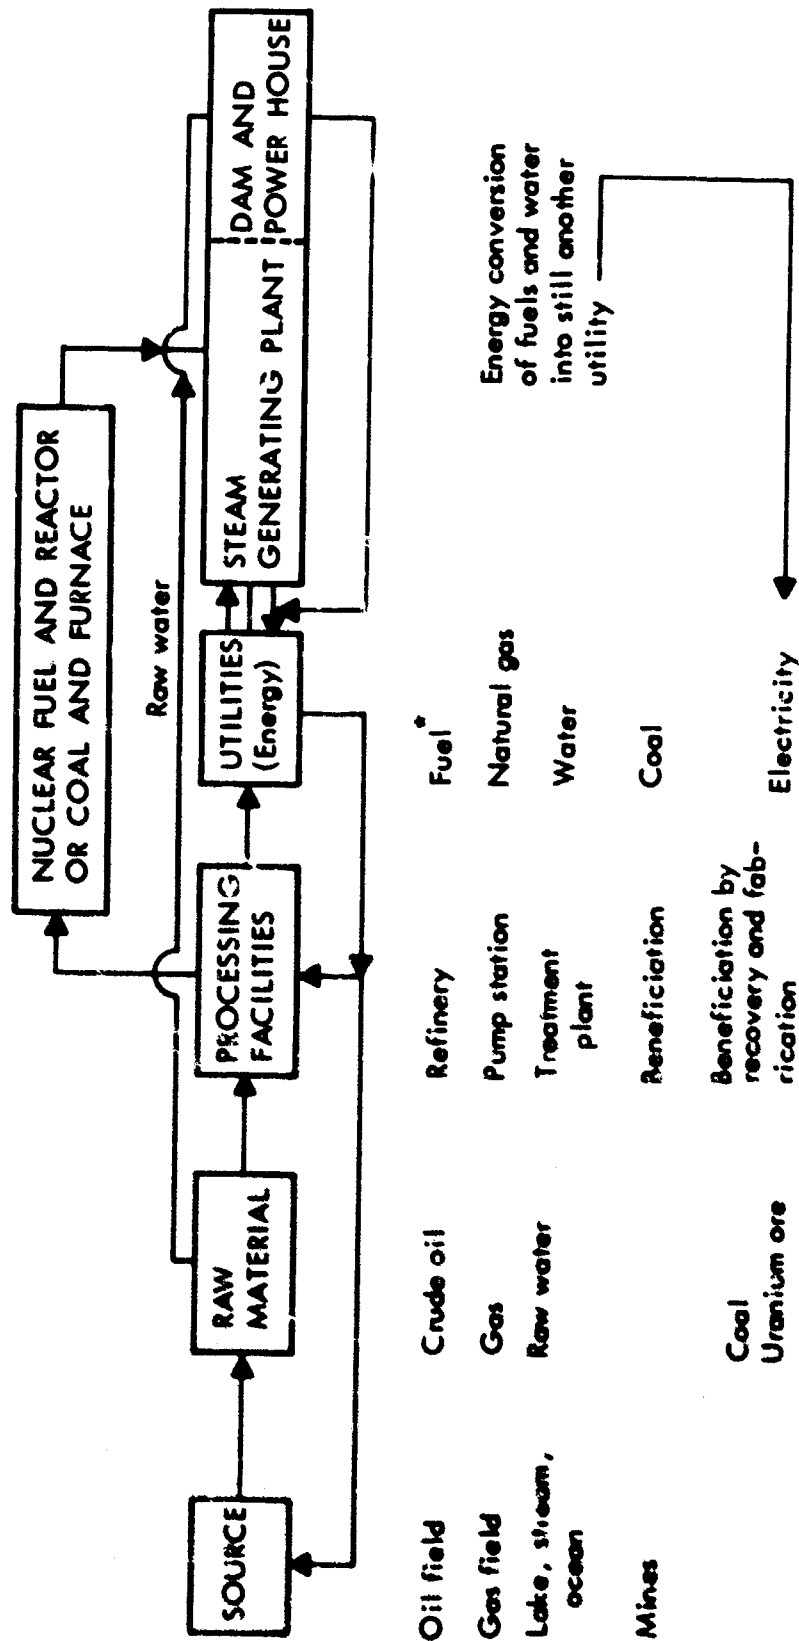 NUCLEAR FUEL AND REACTOR
OR COAL AND FURNACE
Raw water
SOURCE
RAW
MATERIAL
PROCESSING
FACILITIES
UTILITIES
(Energy)
STEAM
GENERATING PLANT
DAM AND
POWER HOUSE
Oil field
Crude oil
Refinery
Fuel*
Gas field
Gas
Pump station
Natural gas
Lake, stream,
ocean
Raw water
Treatment
plant
Water
Energy conversion
of fuels and water
into still another
utility
Mines
Beneficiation
Coal
Coal
Uranium ore
Beneficiation by
recovery and fab-
rication
Electricity